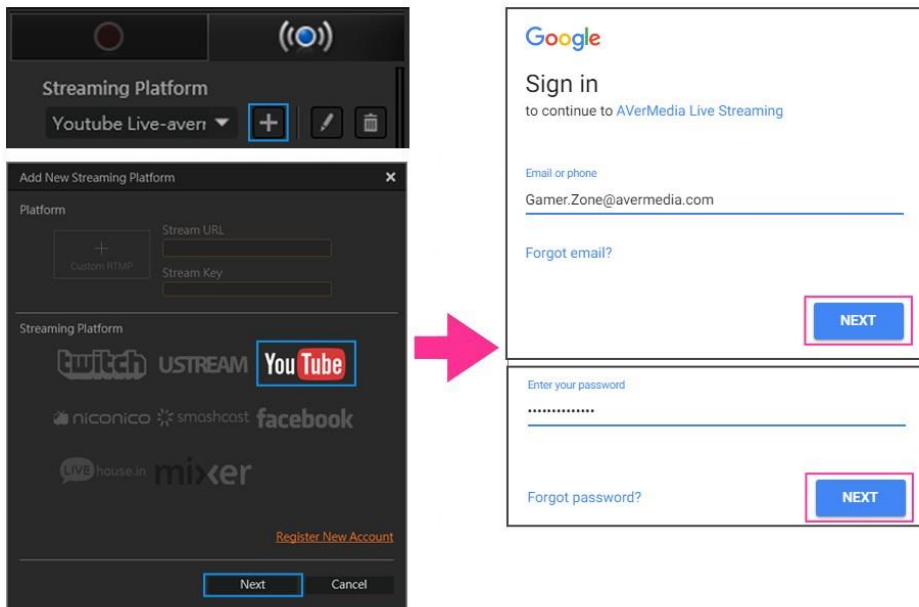 Streaming Platform
Youtube Live-averr
Add New Streaming Platform
Platform
Custom RTMP
Stream URL
Stream Key
Streaming Platform
twitch USTREAM YouTube
niconico smashcast facebook
LIVE house.in mixer
Register New Account
Next Cancel
Google
Sign in
to continue to AVerMedia Live Streaming
Email or phone
Gamer.Zone@avermedia.com
Forgot email?
NEXT
Enter your password
••••••••••••••
Forgot password?
NEXT